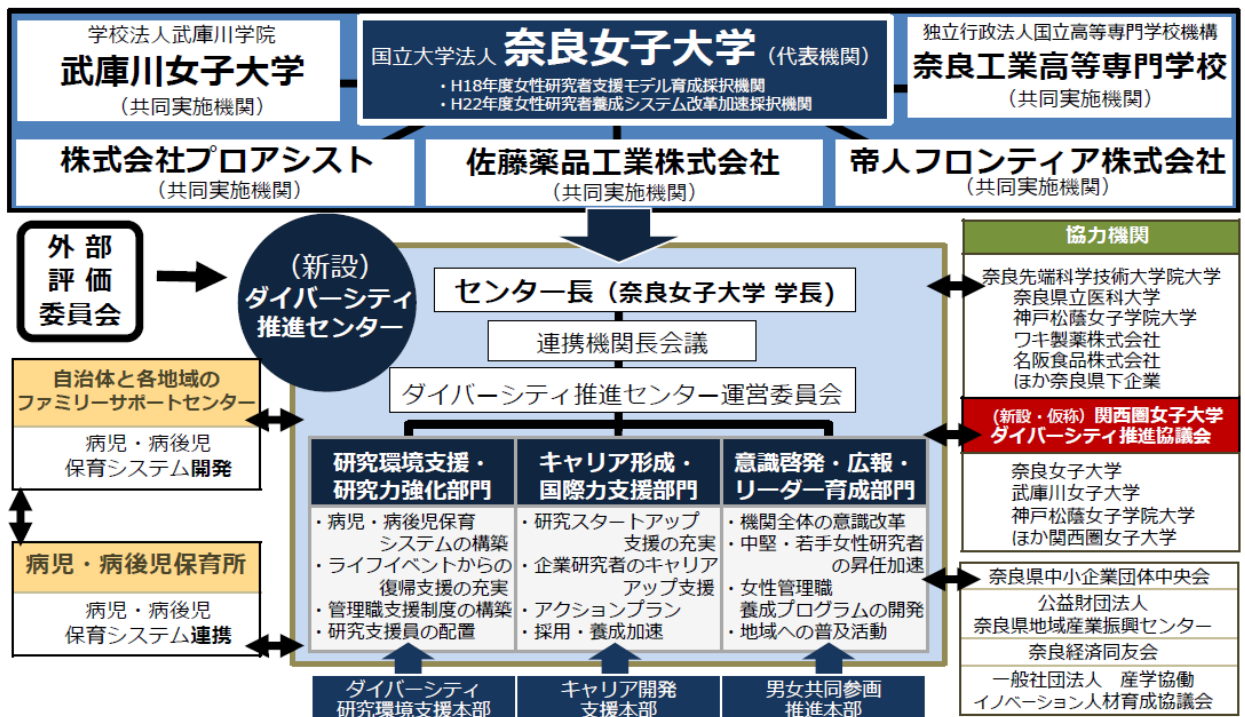 学校法人武庫川学院
武庫川女子大学
（共同実施機関）
国立大学法人 奈良女子大学（代表機関）
・H18年度女性研究者支援モデル育成採択機関
・H22年度女性研究者養成システム改革加速採択機関
独立行政法人国立高等専門学校機構
奈良工業高等専門学校
（共同実施機関）
株式会社プロアシスト
（共同実施機関）
佐藤薬品工業株式会社
（共同実施機関）
帝人フロンティア株式会社
（共同実施機関）
外部
評価
委員会
（新設）
ダイバーシティ
推進センター
センター長（奈良女子大学 学長）
連携機関長会議
ダイバーシティ推進センター運営委員会
自治体と各地域の
ファミリーサポートセンター
病児・病後児
保育システム開発
病児・病後児保育所
病児・病後児
保育システム連携
研究環境支援・
研究力強化部門
・病児・病後児保育
システムの構築
・ライフイベントからの
復帰支援の充実
・管理職支援制度の構築
・研究支援員の配置
キャリア形成・
国際力支援部門
・研究スタートアップ
支援の充実
・企業研究者のキャリア
アップ支援
・アクションプラン
・採用・養成加速
意識啓発・広報・
リーダー育成部門
・機関全体の意識改革
・中堅・若手女性研究者
の昇任加速
・女性管理職
養成プログラムの開発
・地域への普及活動
ダイバーシティ
研究環境支援本部
キャリア開発
支援本部
男女共同参画
推進本部
協力機関
奈良先端科学技術大学院大学
奈良県立医科大学
神戸松蔭女子学院大学
ワキ製薬株式会社
名阪食品株式会社
ほか奈良県下企業
（新設・仮称）関西圏女子大学
ダイバーシティ推進協議会
奈良女子大学
武庫川女子大学
神戸松蔭女子学院大学
ほか関西圏女子大学
奈良県中小企業団体中央会
公益財団法人
奈良県地域産業振興センター
奈良経済同友会
一般社団法人 産学協働
イノベーション人材育成協議会